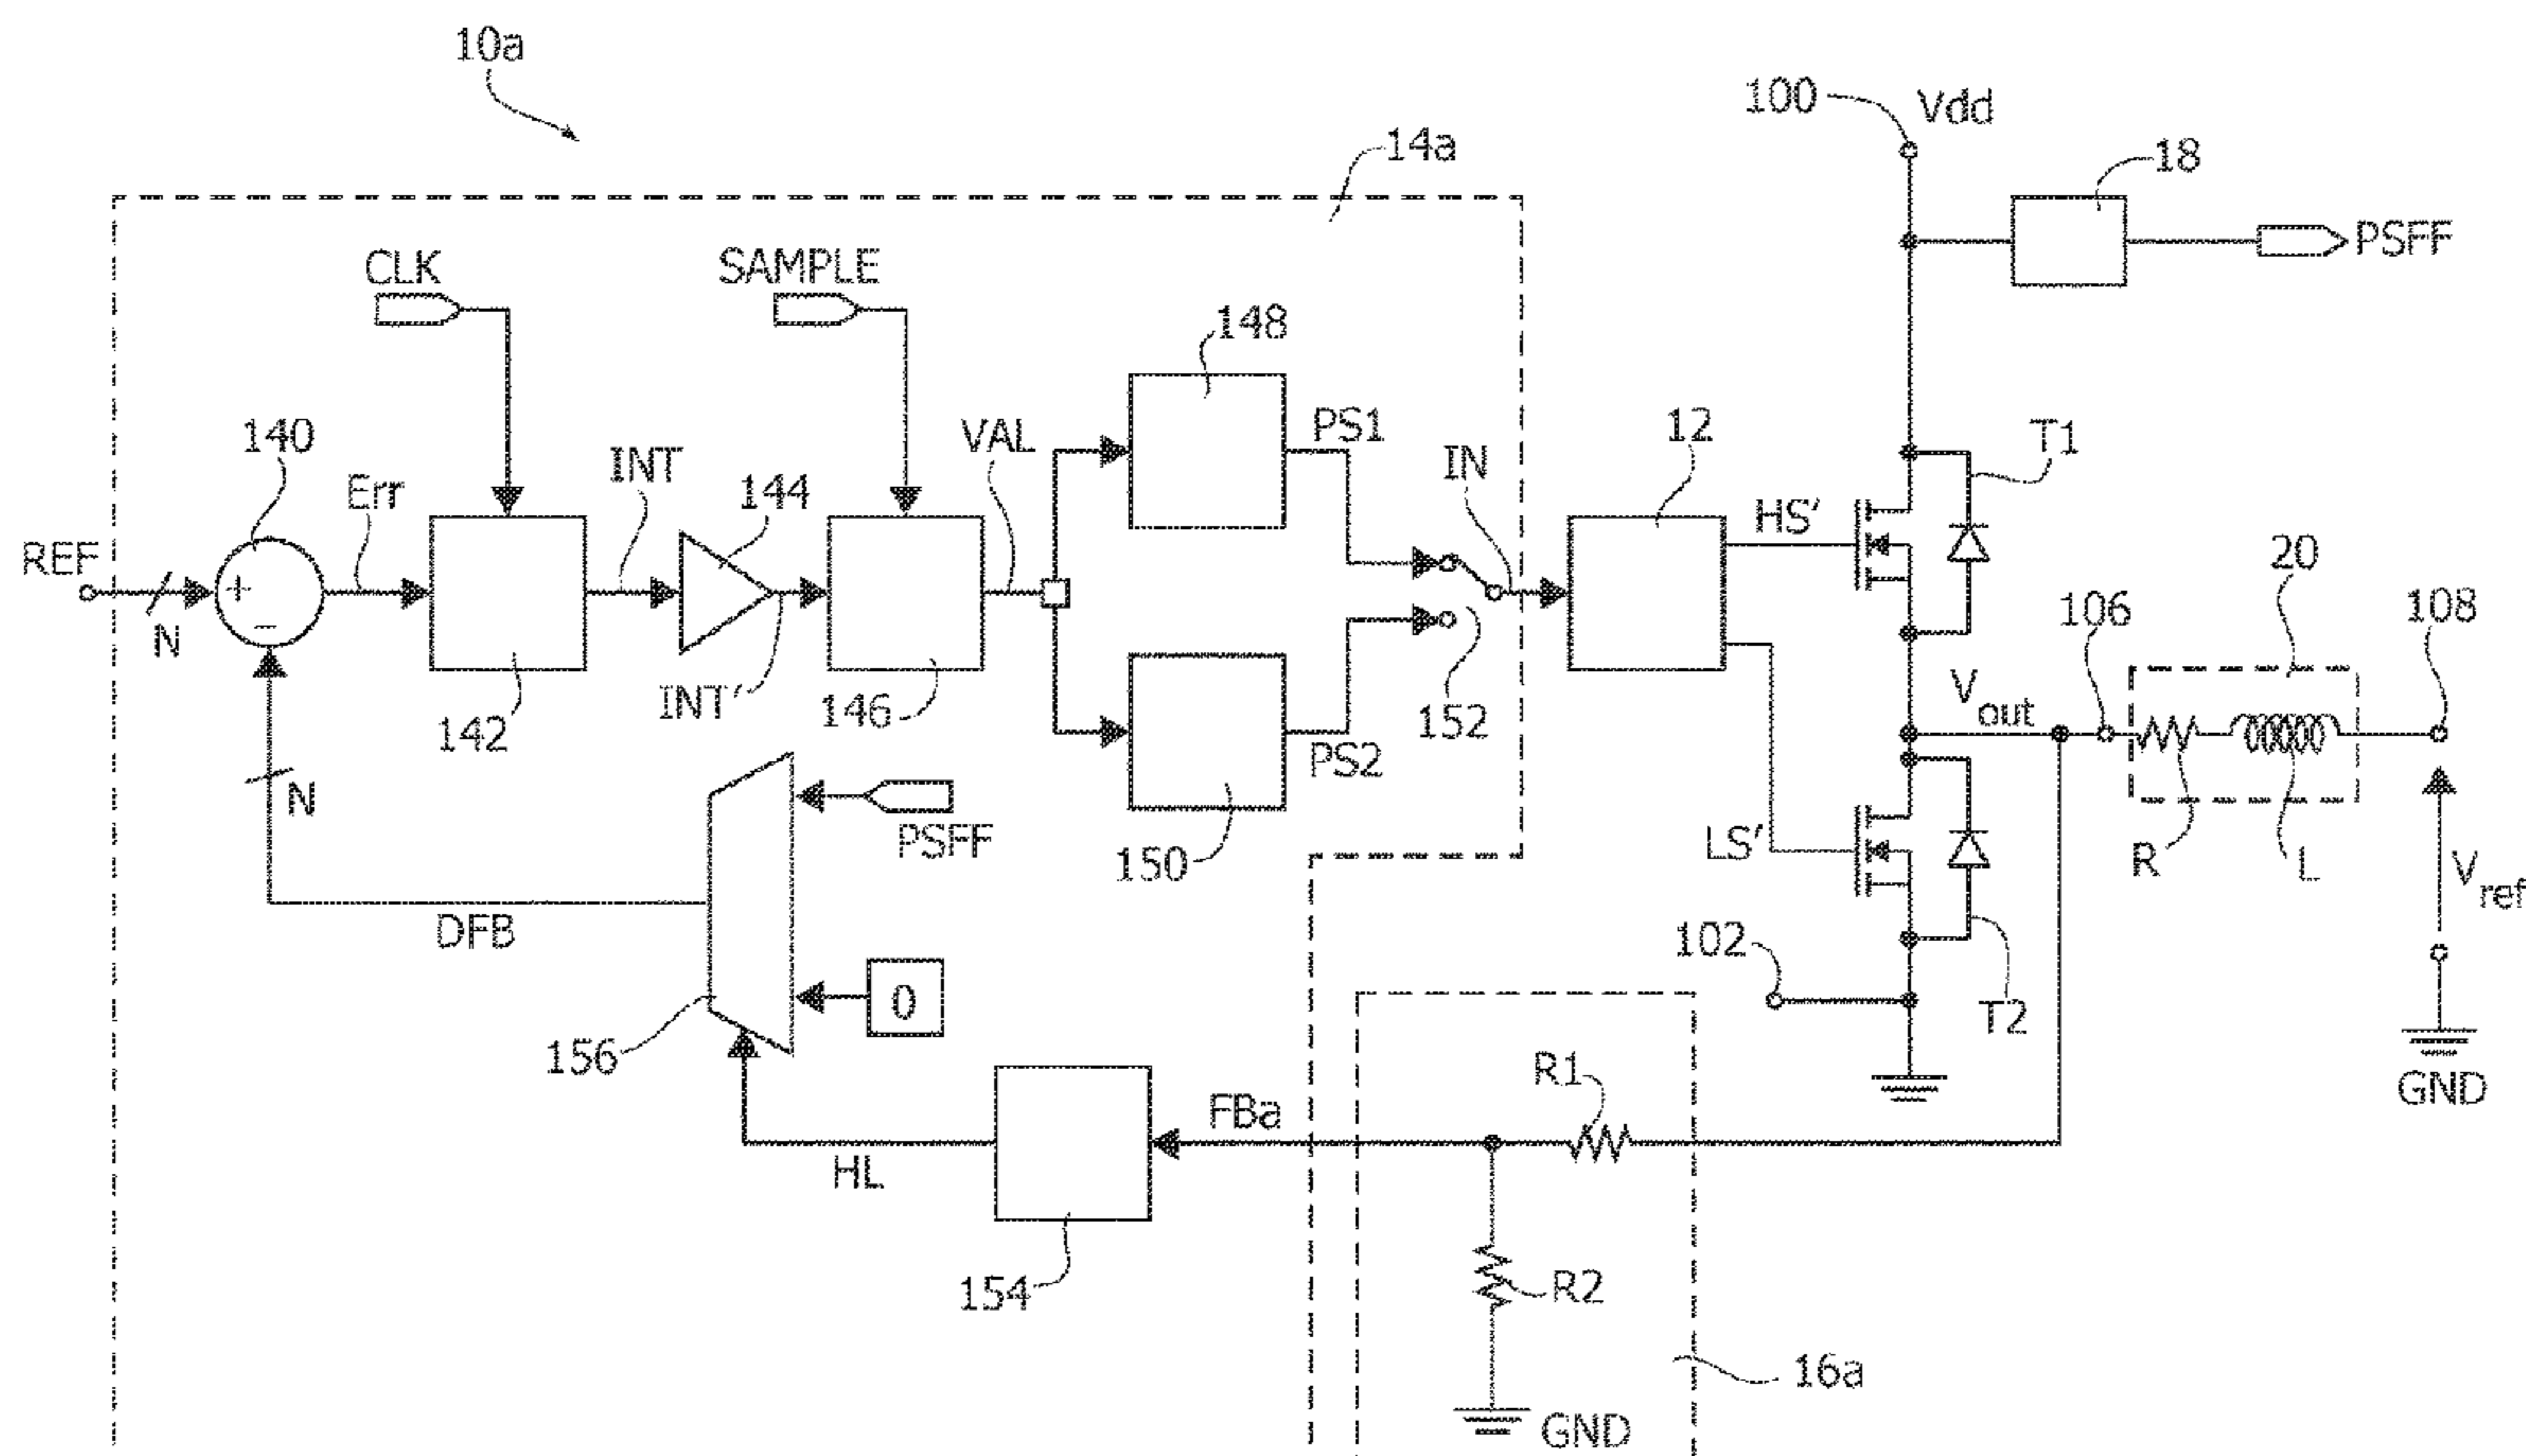 10a
100
Vdd
14a
18
PSFF
CLK
SAMPLE
148
140
Err
INT
144
VAL
PS1
IN
12
HS'
T1
REF
N
+
−
142
INT'
146
152
PS2
20
106
108
Vout
R
L
Vref
N
PSFF
150
LS'
DFB
102
T2
0
156
GND
R1
FBa
HL
154
R2
16a
GND